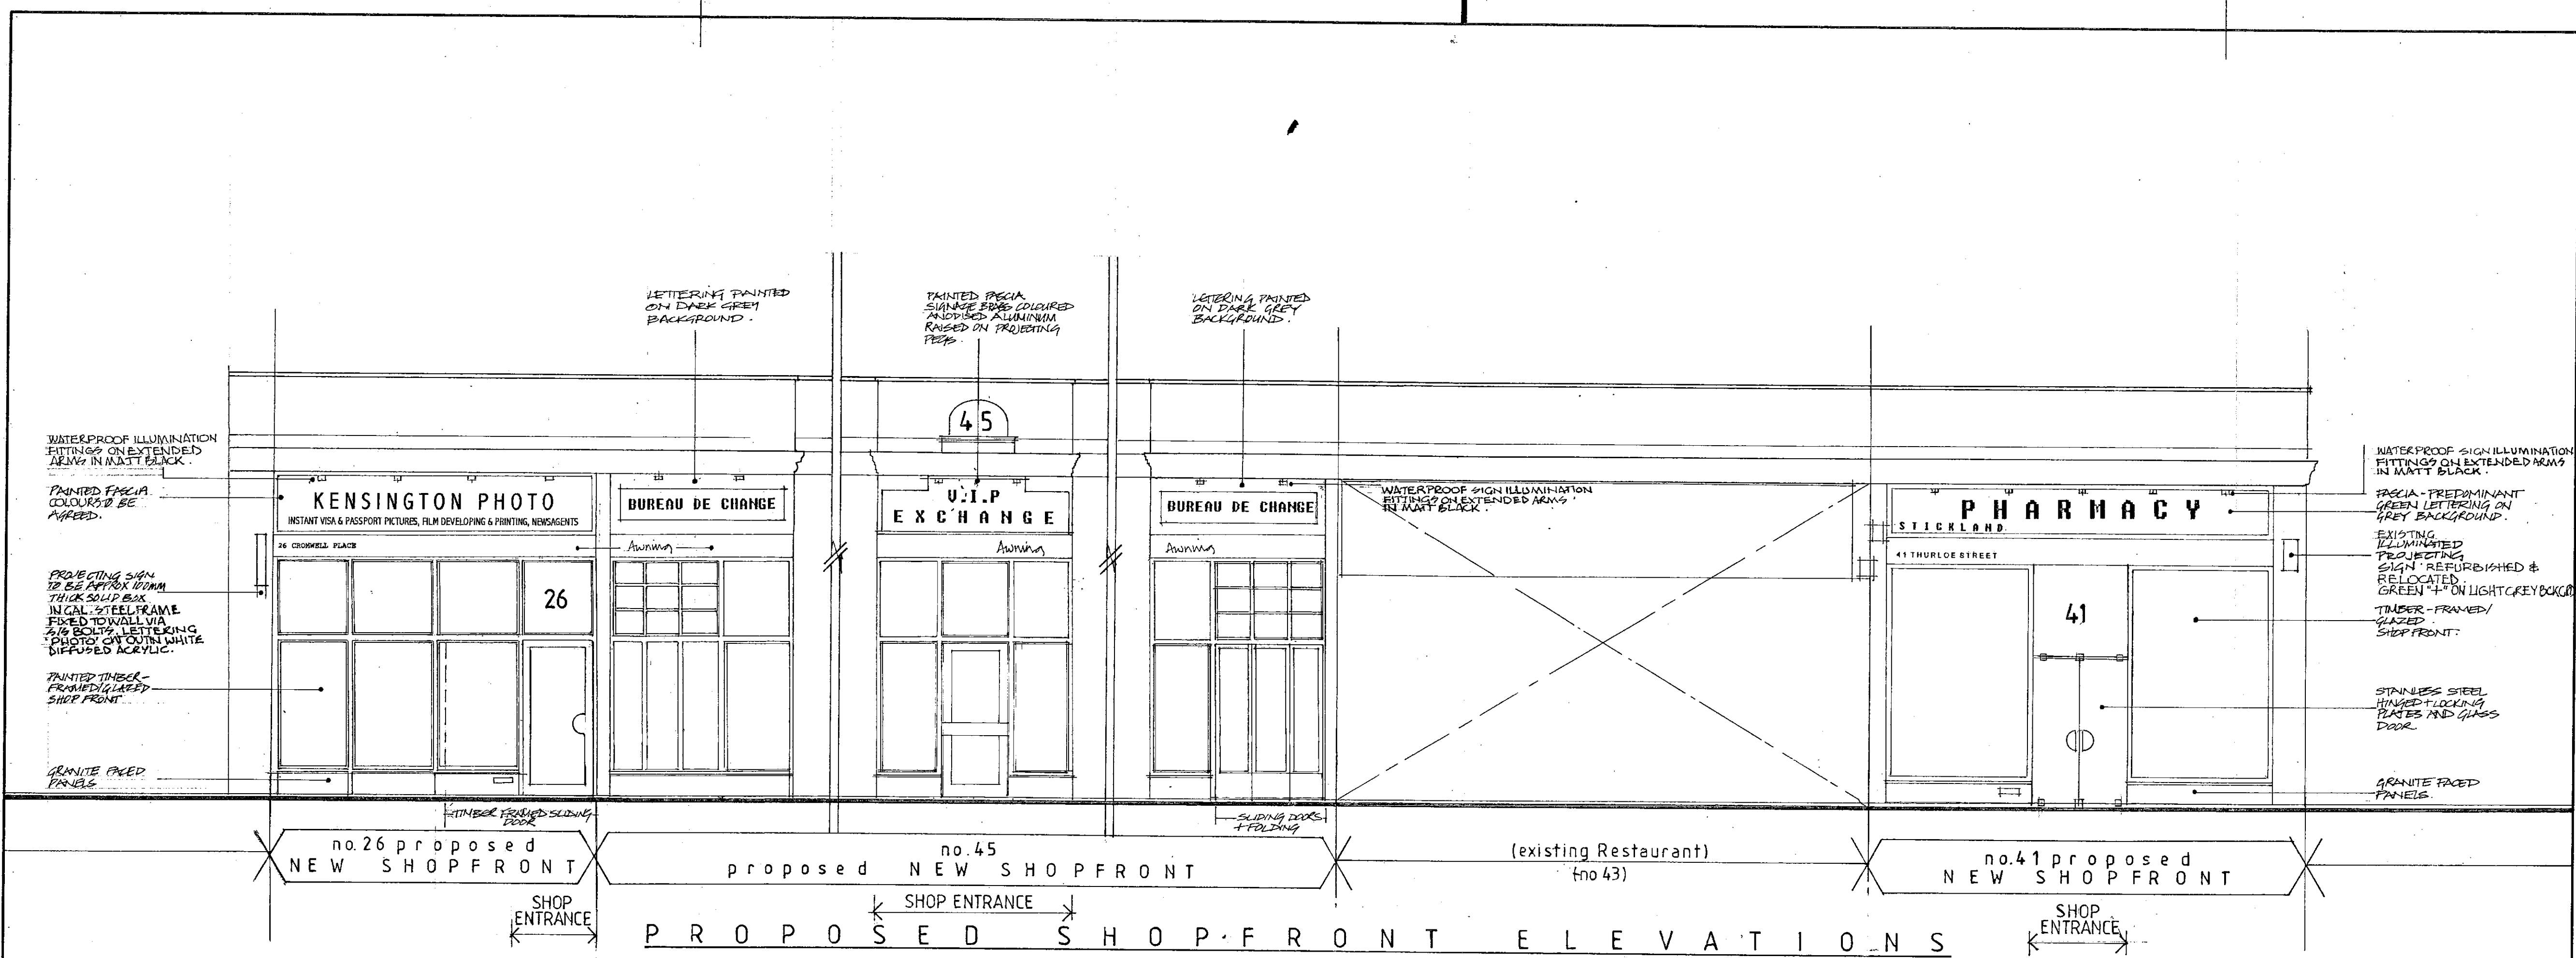 LETTERING PAINTED
ON DARK GREY
BACKGROUND.
PAINTED FASCIA
SIGNAGE BRASS COLOURED
ANODISED ALUMINUM
RAISED ON PROJECTING
PEGS.
LETTERING PAINTED
ON DARK GREY
BACKGROUND.
45
WATERPROOF ILLUMINATION
FITTINGS ON EXTENDED
ARMS IN MATT BLACK.
PAINTED FASCIA
COLOURS TO BE
AGREED.
PROJECTING SIGN
TO BE APPROX 100MM
THICK SOLID BOX
IN GAL. STEEL FRAME
FIXED TO WALL VIA
S/S BOLTS. LETTERING
'PHOTO' CUT OUT IN WHITE
DIFFUSED ACRYLIC.
PAINTED TIMBER-
FRAMED/GLAZED
SHOP FRONT
GRANITE FACED
PANELS
KENSINGTON PHOTO
INSTANT VISA & PASSPORT PICTURES, FILM DEVELOPING & PRINTING, NEWSAGENTS
26 CROMWELL PLACE
26
BUREAU DE CHANGE
Awning
V.I.P
EXCHANGE
Awning
BUREAU DE CHANGE
Awning
WATERPROOF SIGN ILLUMINATION
FITTINGS ON EXTENDED ARMS
IN MATT BLACK.
PHARMACY
STICKLAND
41 THURLOE STREET
41
WATERPROOF SIGN ILLUMINATION
FITTINGS ON EXTENDED ARMS
IN MATT BLACK.
FASCIA - PREDOMINANT
GREEN LETTERING ON
GREY BACKGROUND.
EXISTING
ILLUMINATED
PROJECTING
SIGN REFURBISHED &
RELOCATED.
GREEN "+" ON LIGHT GREY BCKGRD
TIMBER-FRAMED/
GLAZED
SHOP FRONT.
STAINLESS STEEL
HINGED + LOCKING
PLATES AND GLASS
DOOR
GRANITE FACED
PANELS.
TIMBER FRAMED SLIDING
DOOR
SLIDING DOORS
+ FOLDING
no.26 proposed
NEW SHOPFRONT
no.45
proposed NEW SHOPFRONT
(existing Restaurant)
(no 43)
no.41 proposed
NEW SHOPFRONT
SHOP
ENTRANCE
SHOP ENTRANCE
SHOP
ENTRANCE
PROPOSED SHOP-FRONT ELEVATIONS